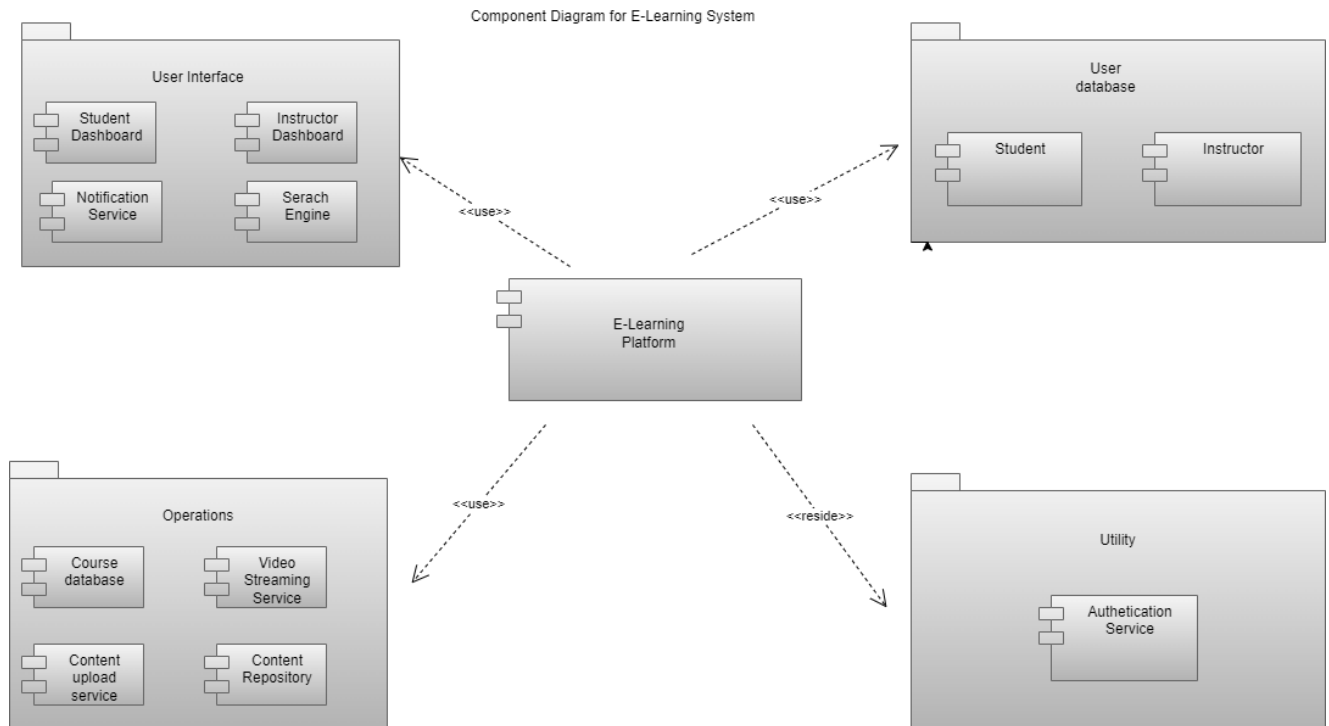 Component Diagram for E-Learning System
User Interface
Student
Dashboard
Instructor
Dashboard
Notification
Service
Serach
Engine
User
database
Student
Instructor
<<use>>
<<use>>
E-Learning
Platform
<<use>>
<<reside>>
Operations
Course
database
Video
Streaming
Service
Content
upload
service
Content
Repository
Utility
Authetication
Service